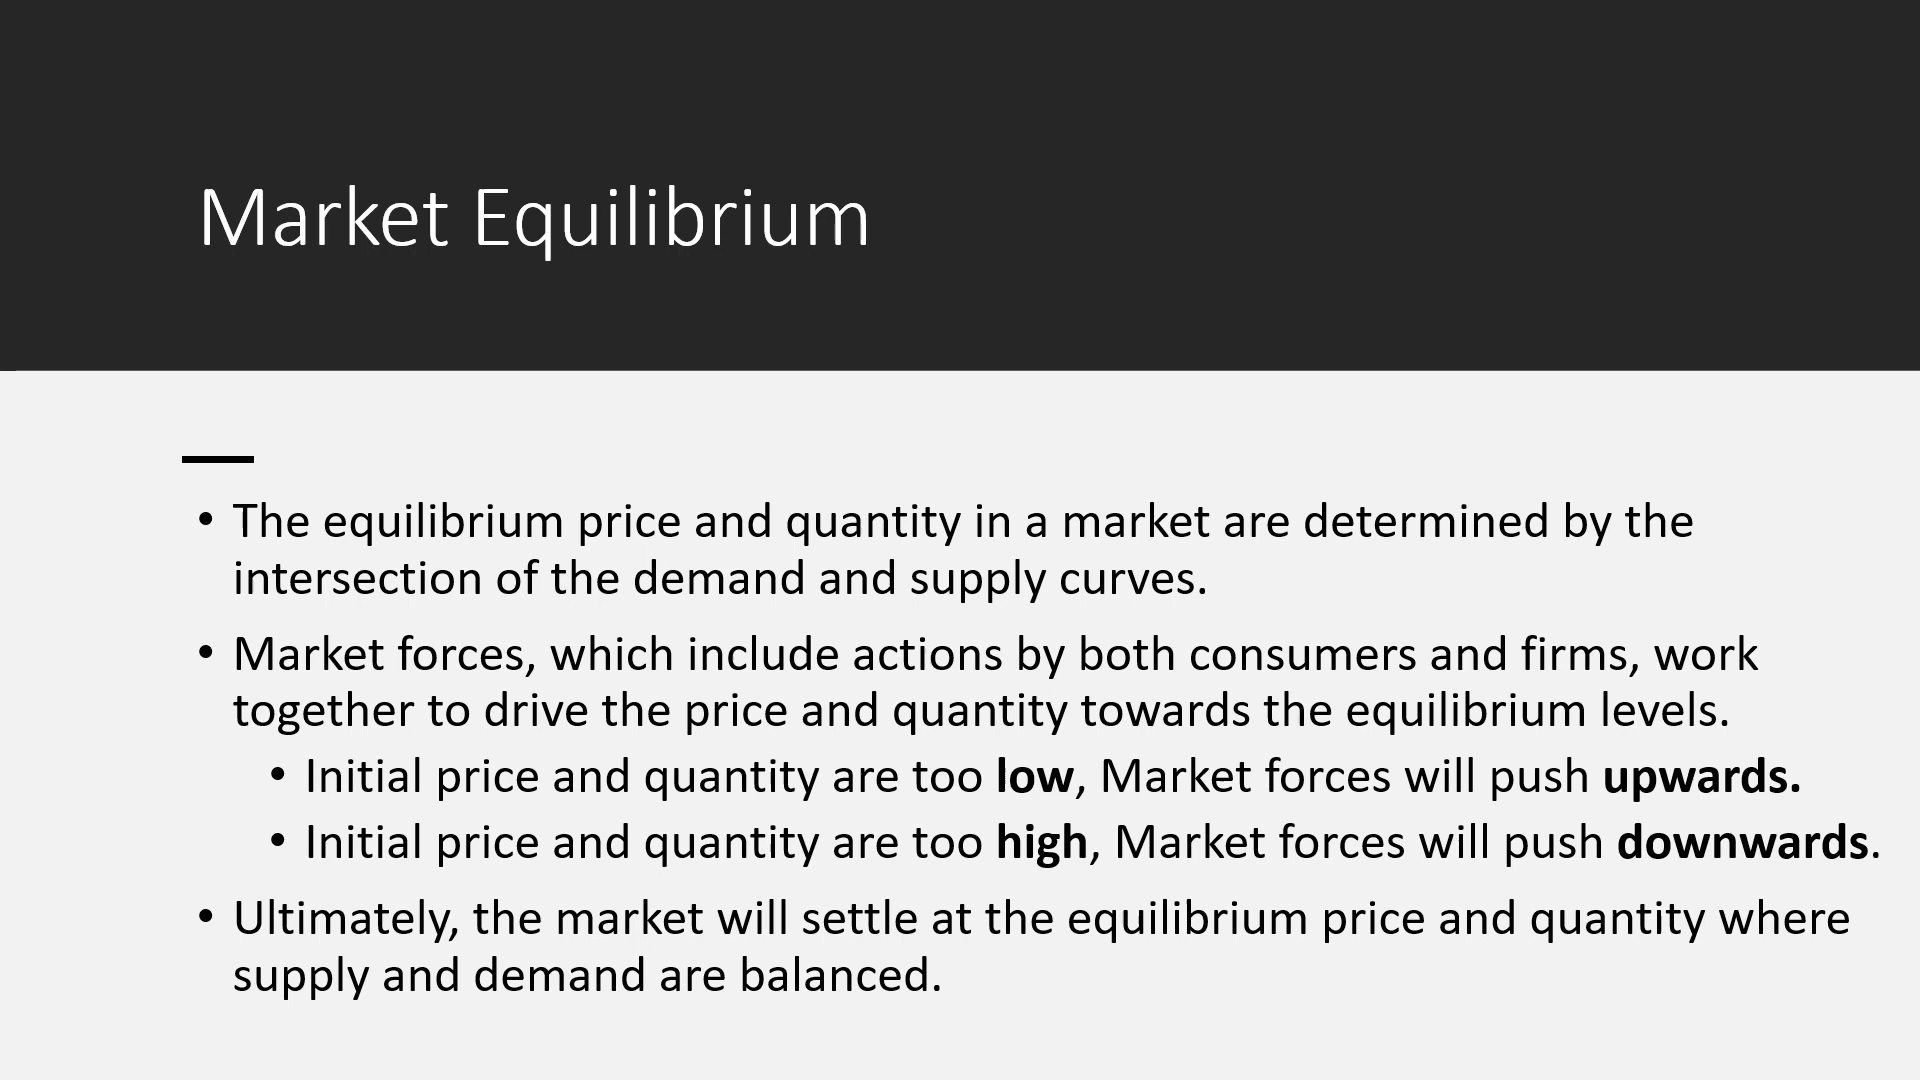 Market Equilibrium
• The equilibrium price and quantity in a market are determined by the
intersection of the demand and supply curves.
• Market forces, which include actions by both consumers and firms, work
together to drive the price and quantity towards the equilibrium levels.
• Initial price and quantity are too low, Market forces will push upwards.
• Initial price and quantity are too high, Market forces will push downwards.
• Ultimately, the market will settle at the equilibrium price and quantity where
supply and demand are balanced.